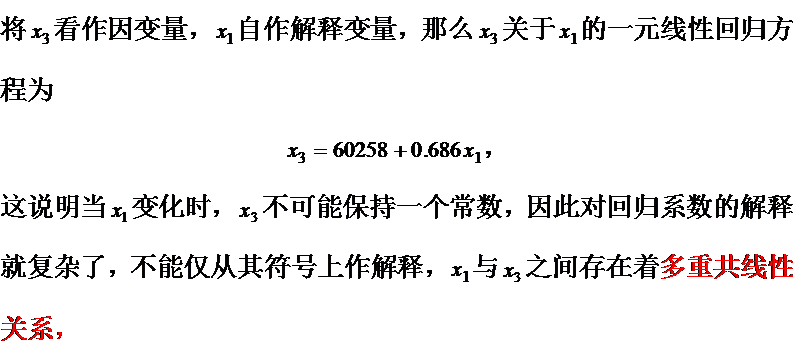 将x₃看作因变量，x₁自作解释变量，那么x₃关于x₁的一元线性回归方
程为
x₃ = 60258 + 0.686x₁，
这说明当x₁变化时，x₃不可能保持一个常数，因此对回归系数的解释
就复杂了，不能仅从其符号上作解释，x₁与x₃之间存在着多重共线性
关系，